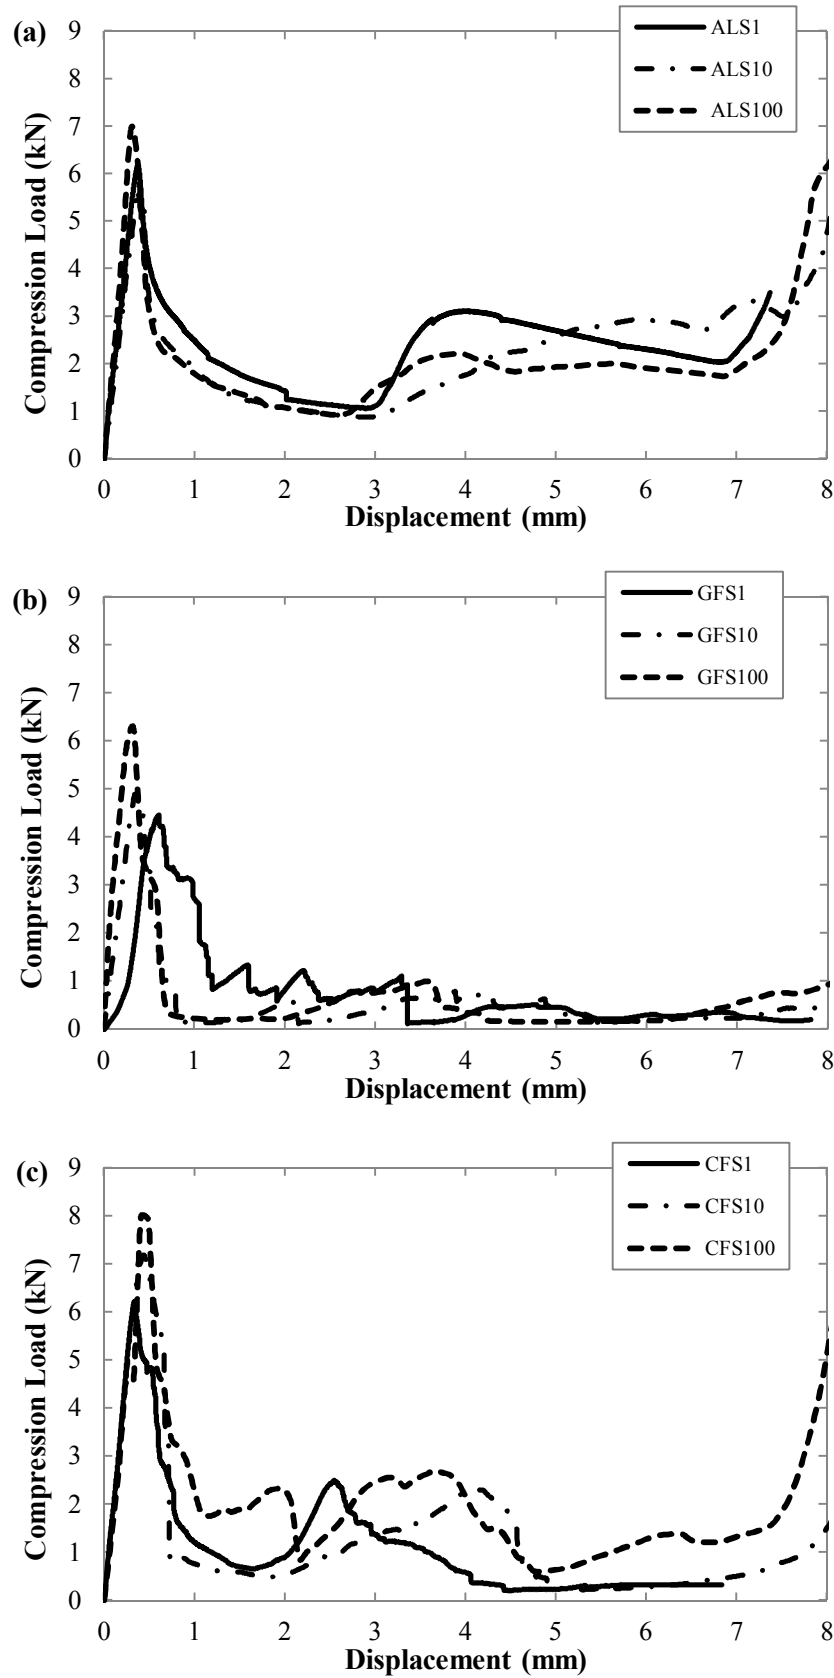 (a)
ALS1
ALS10
ALS100
Compression Load (kN)
9
8
7
6
5
4
3
2
1
0
0 1 2 3 4 5 6 7 8
Displacement (mm)
(b)
GFS1
GFS10
GFS100
Compression Load (kN)
9
8
7
6
5
4
3
2
1
0
0 1 2 3 4 5 6 7 8
Displacement (mm)
(c)
CFS1
CFS10
CFS100
Compression Load (kN)
9
8
7
6
5
4
3
2
1
0
0 1 2 3 4 5 6 7 8
Displacement (mm)